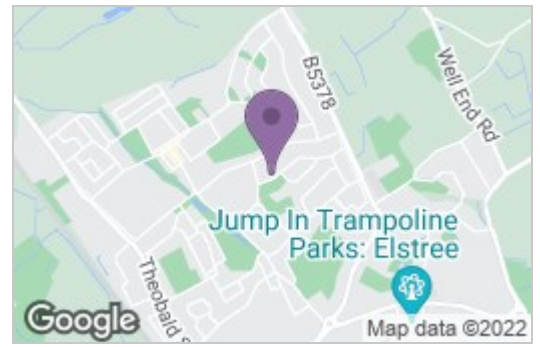 B5378
Well End Rd
Jump In Trampoline
Parks: Elstree
Theobald S
Google
Map data ©2022